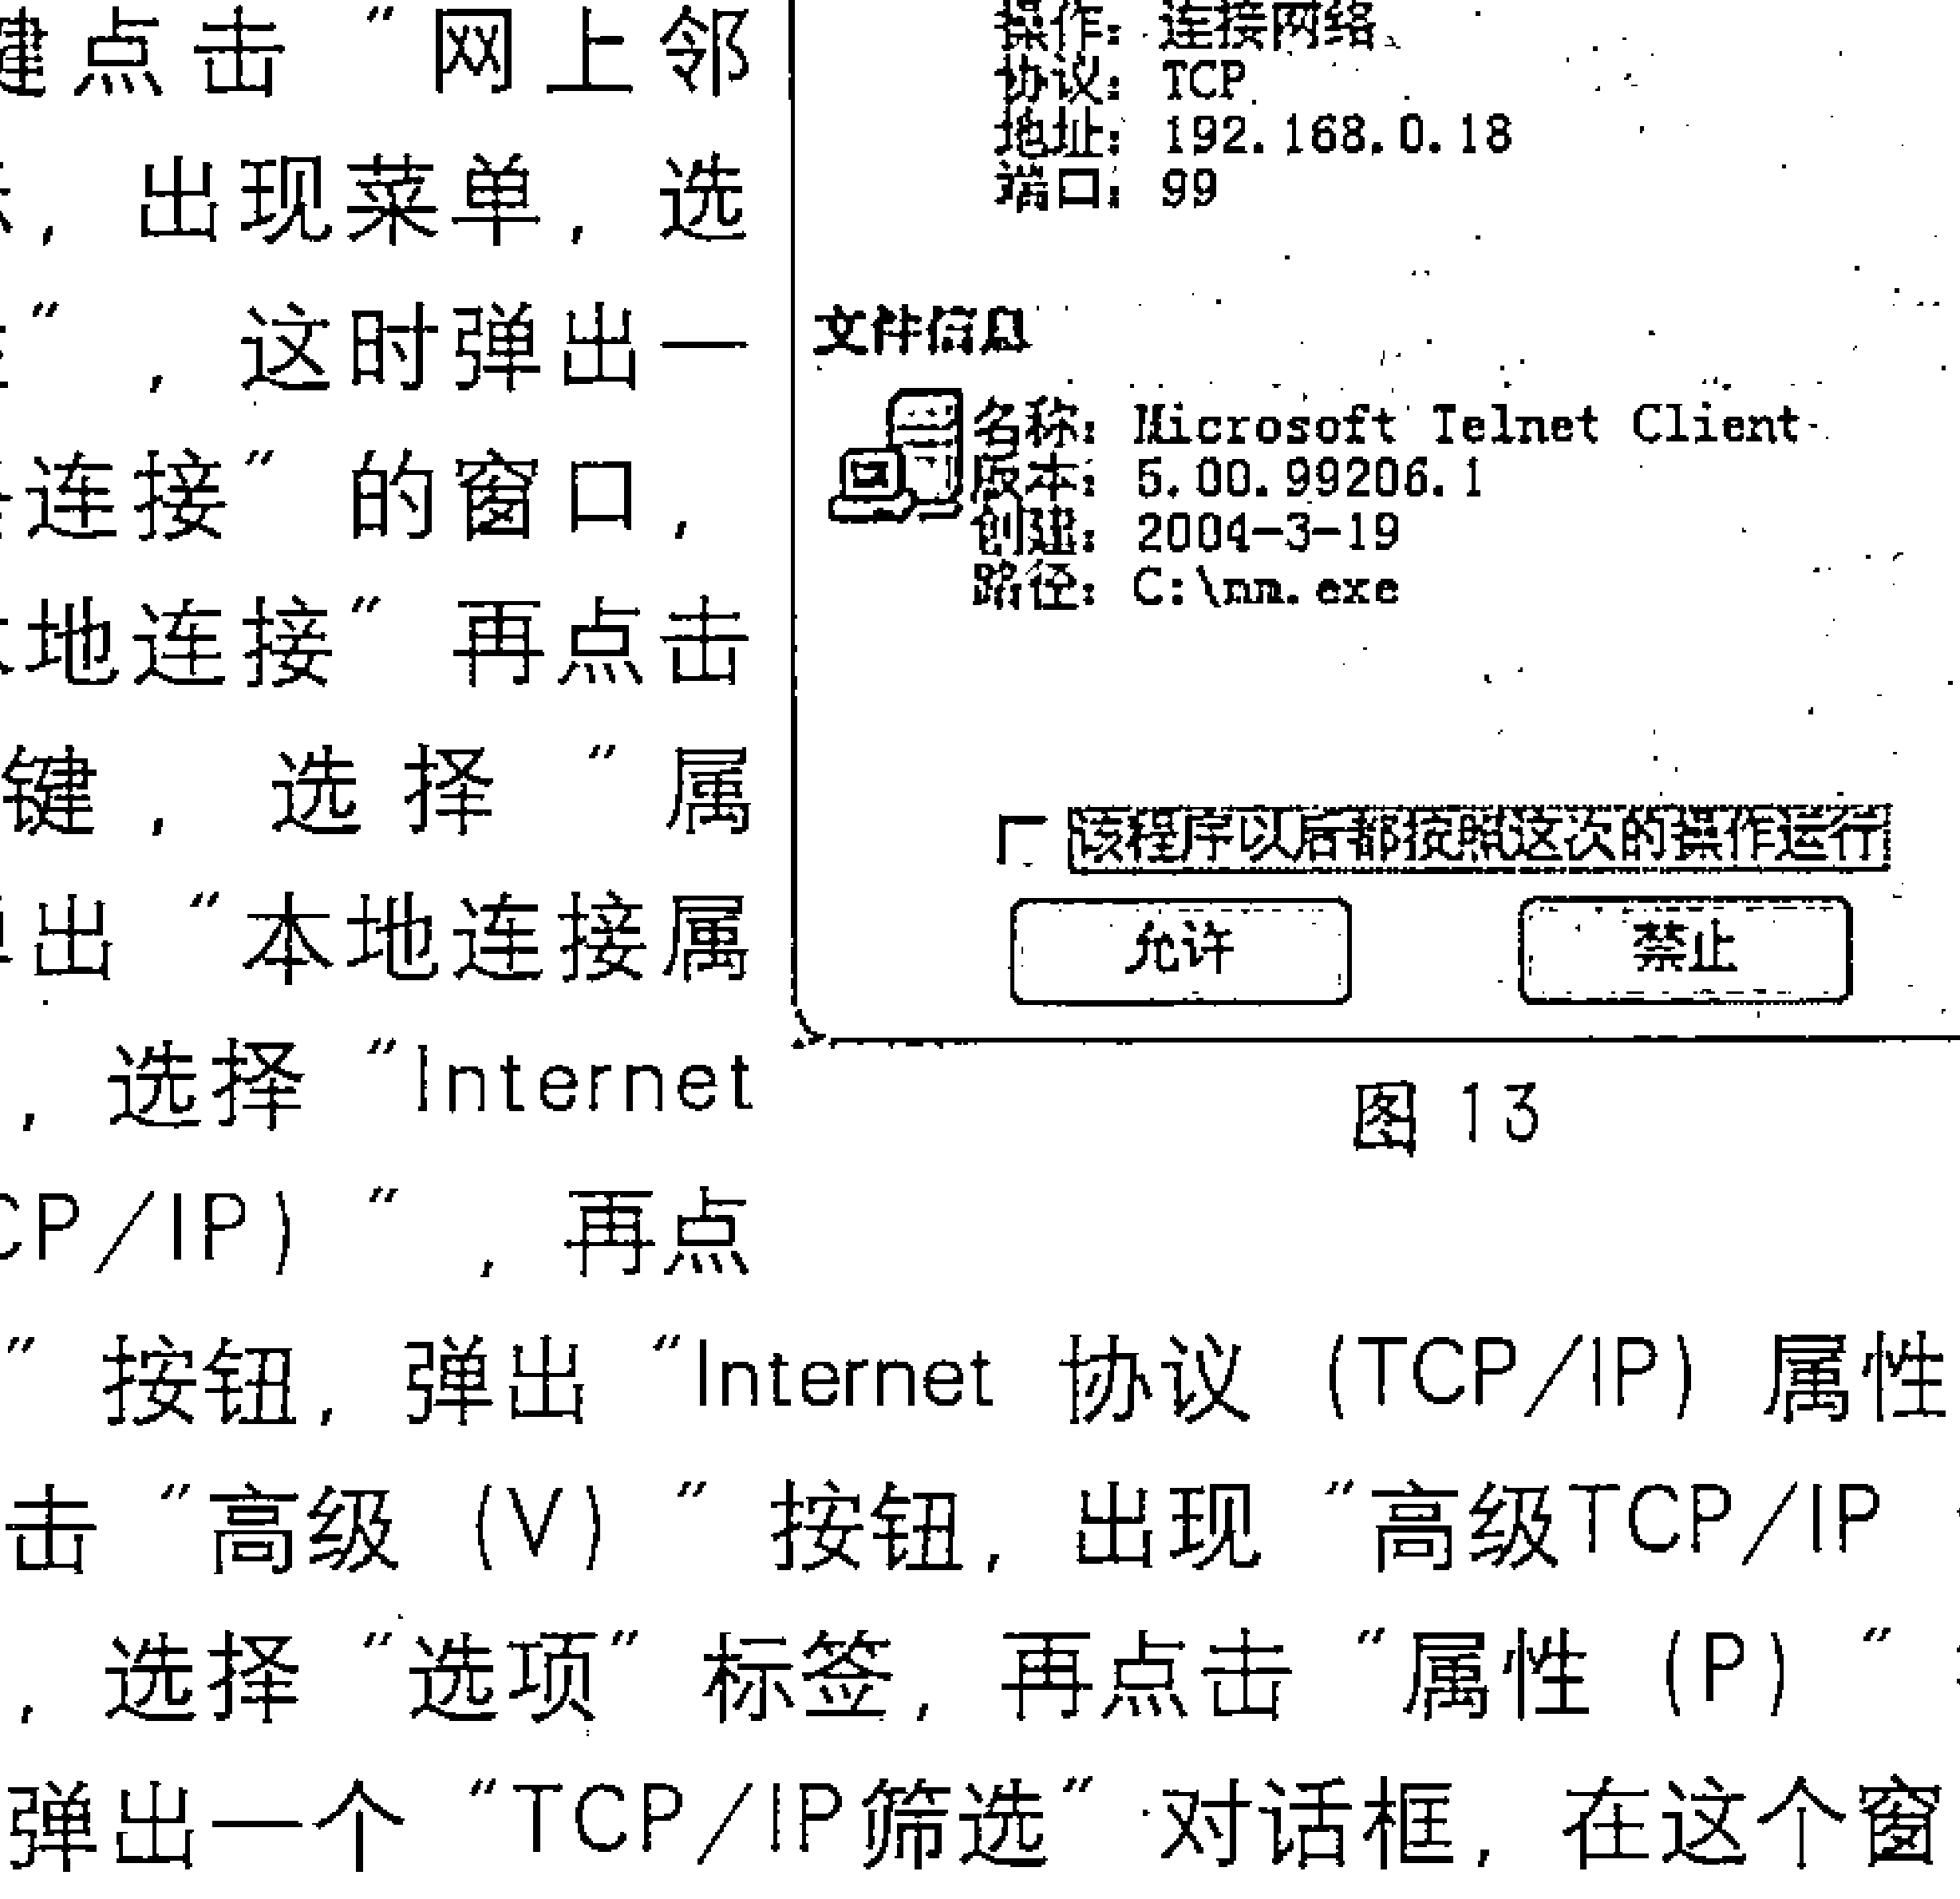 键点击“网上邻
，出现菜单，选
”，这时弹出一
连接”的窗口，
地连接”再点击
键，选择“属
出“本地连接属
，选择“Internet
CP/IP）”，再点
”按钮，弹出“Internet 协议（TCP/IP）属性
击“高级（V）”按钮，出现“高级TCP/IP
，选择“选项”标签，再点击“属性（P）”
弹出一个“TCP/IP筛选”对话框，在这个窗
操作：连接网络
协议：TCP
地址：192.168.0.18
端口：99
文件信息
名称：Microsoft Telnet Client
版本：5.00.99206.1
创建：2004-3-19
路径：C:\nm.exe
该程序以后都按照这次的操作运行
允许
禁止
图 13